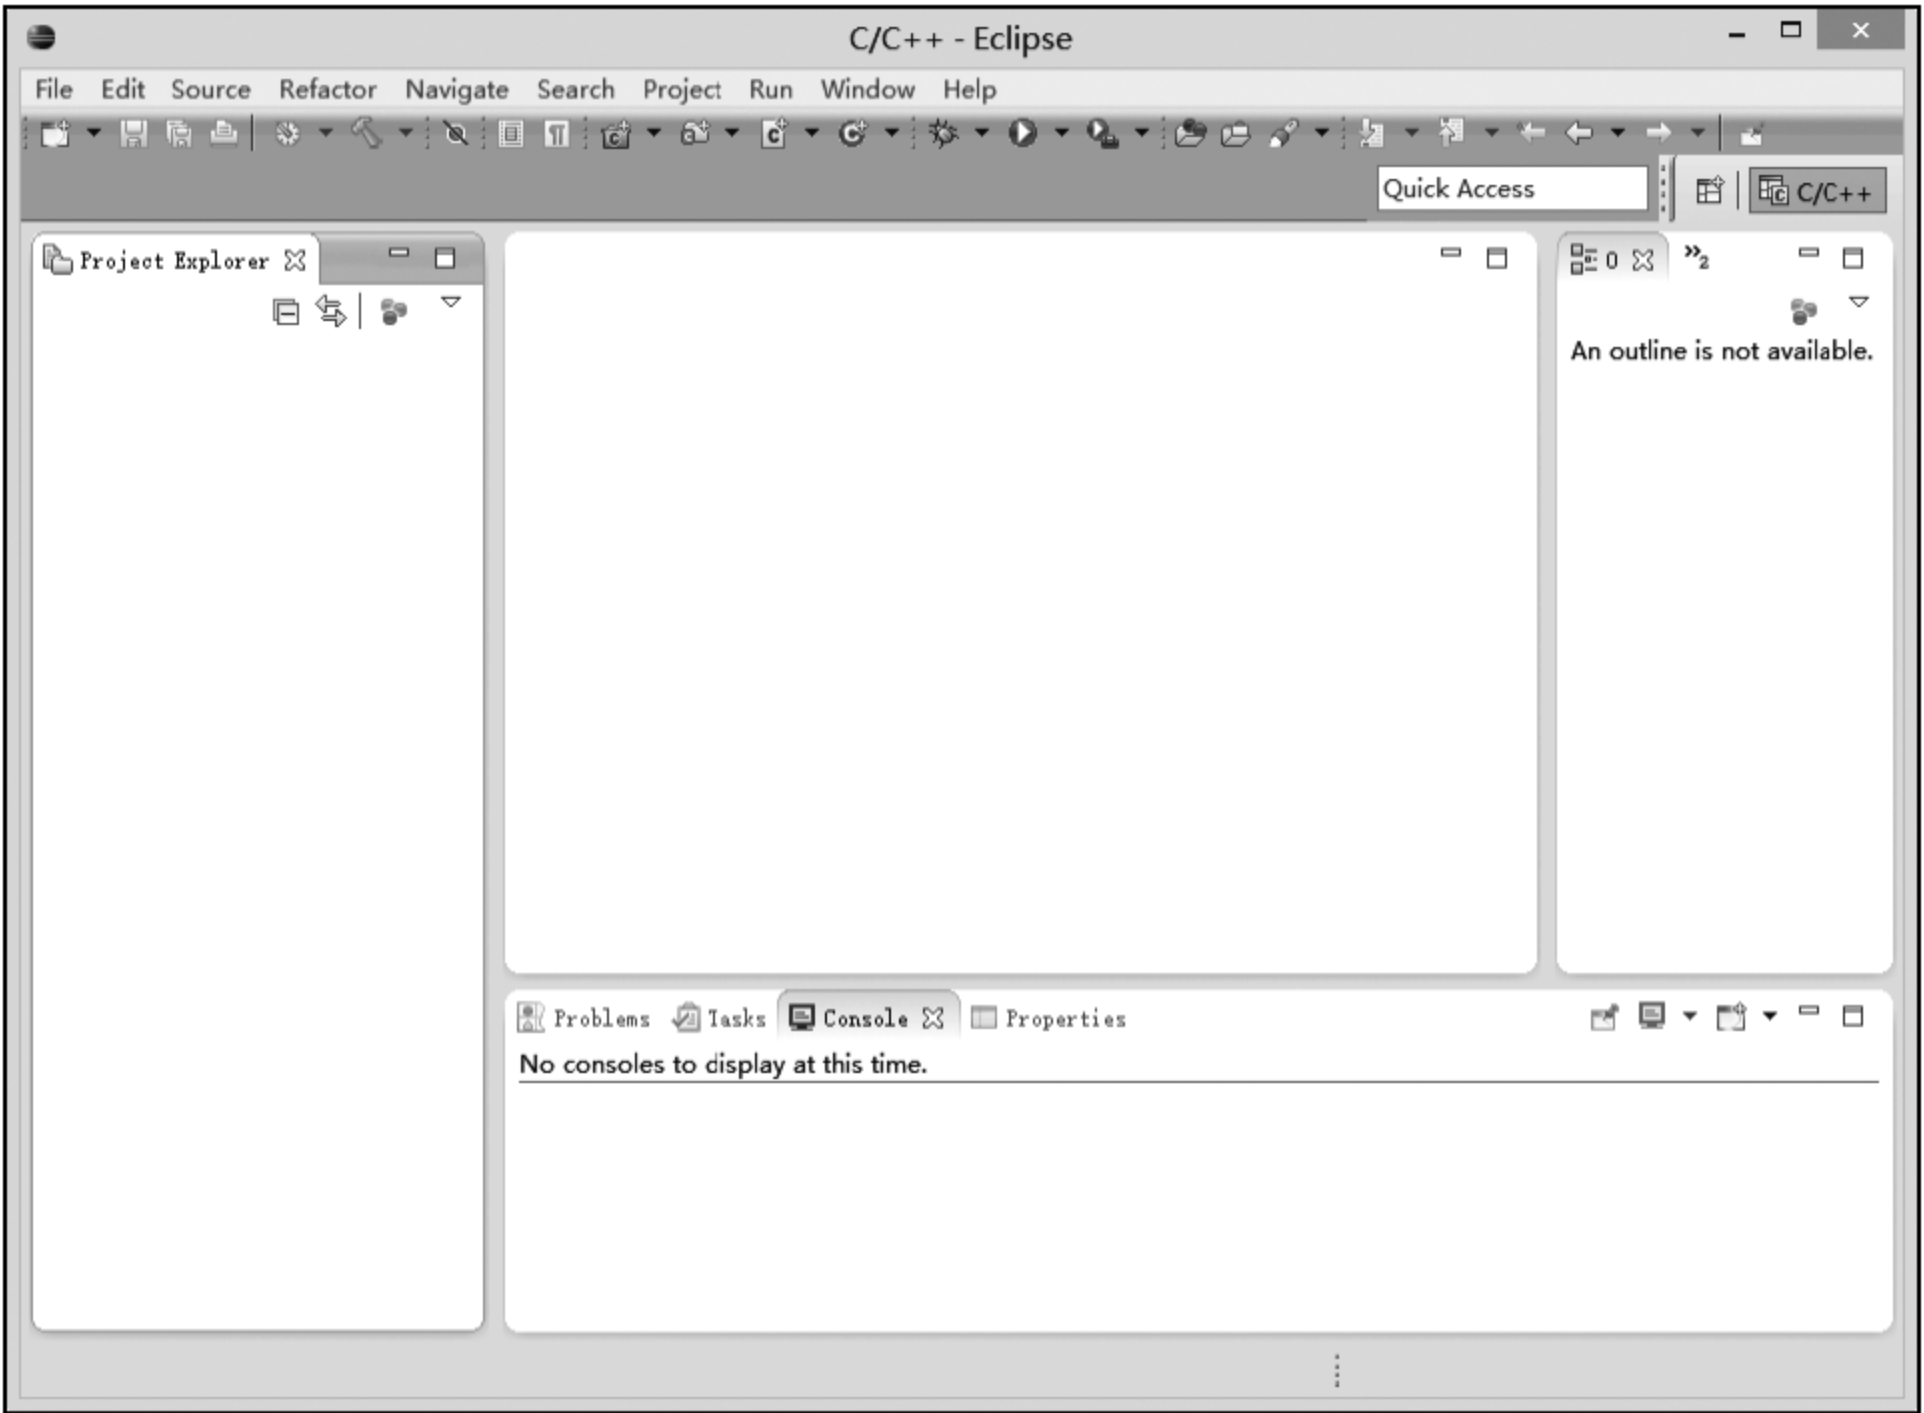 C/C++ - Eclipse
File Edit Source Refactor Navigate Search Project Run Window Help
Quick Access
C/C++
Project Explorer
O
»2
An outline is not available.
Problems Tasks Console Properties
No consoles to display at this time.